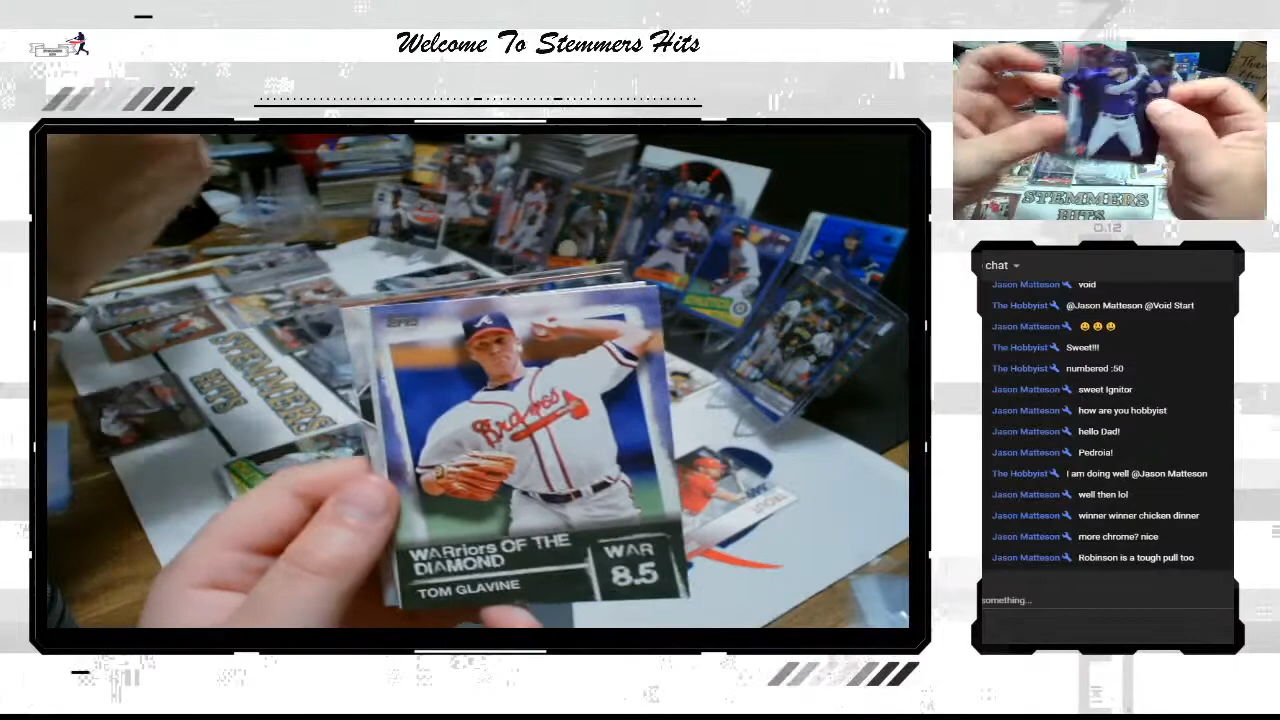 Welcome To Stemmers Hits
STEMMERS
HITS
TOPPS
Braves
WARriors OF THE
DIAMOND
TOM GLAVINE
WAR
8.5
TROUT
STEMMERS
HITS
0.12
chat
Jason Matteson void
The Hobbyist @Jason Matteson @Void Start
Jason Matteson 😃 😃 😃
The Hobbyist Sweet!!!
The Hobbyist numbered :50
Jason Matteson sweet Ignitor
Jason Matteson how are you hobbyist
Jason Matteson hello Dad!
Jason Matteson Pedroia!
The Hobbyist I am doing well @Jason Matteson
Jason Matteson well then lol
Jason Matteson winner winner chicken dinner
Jason Matteson more chrome? nice
Jason Matteson Robinson is a tough pull too
something...